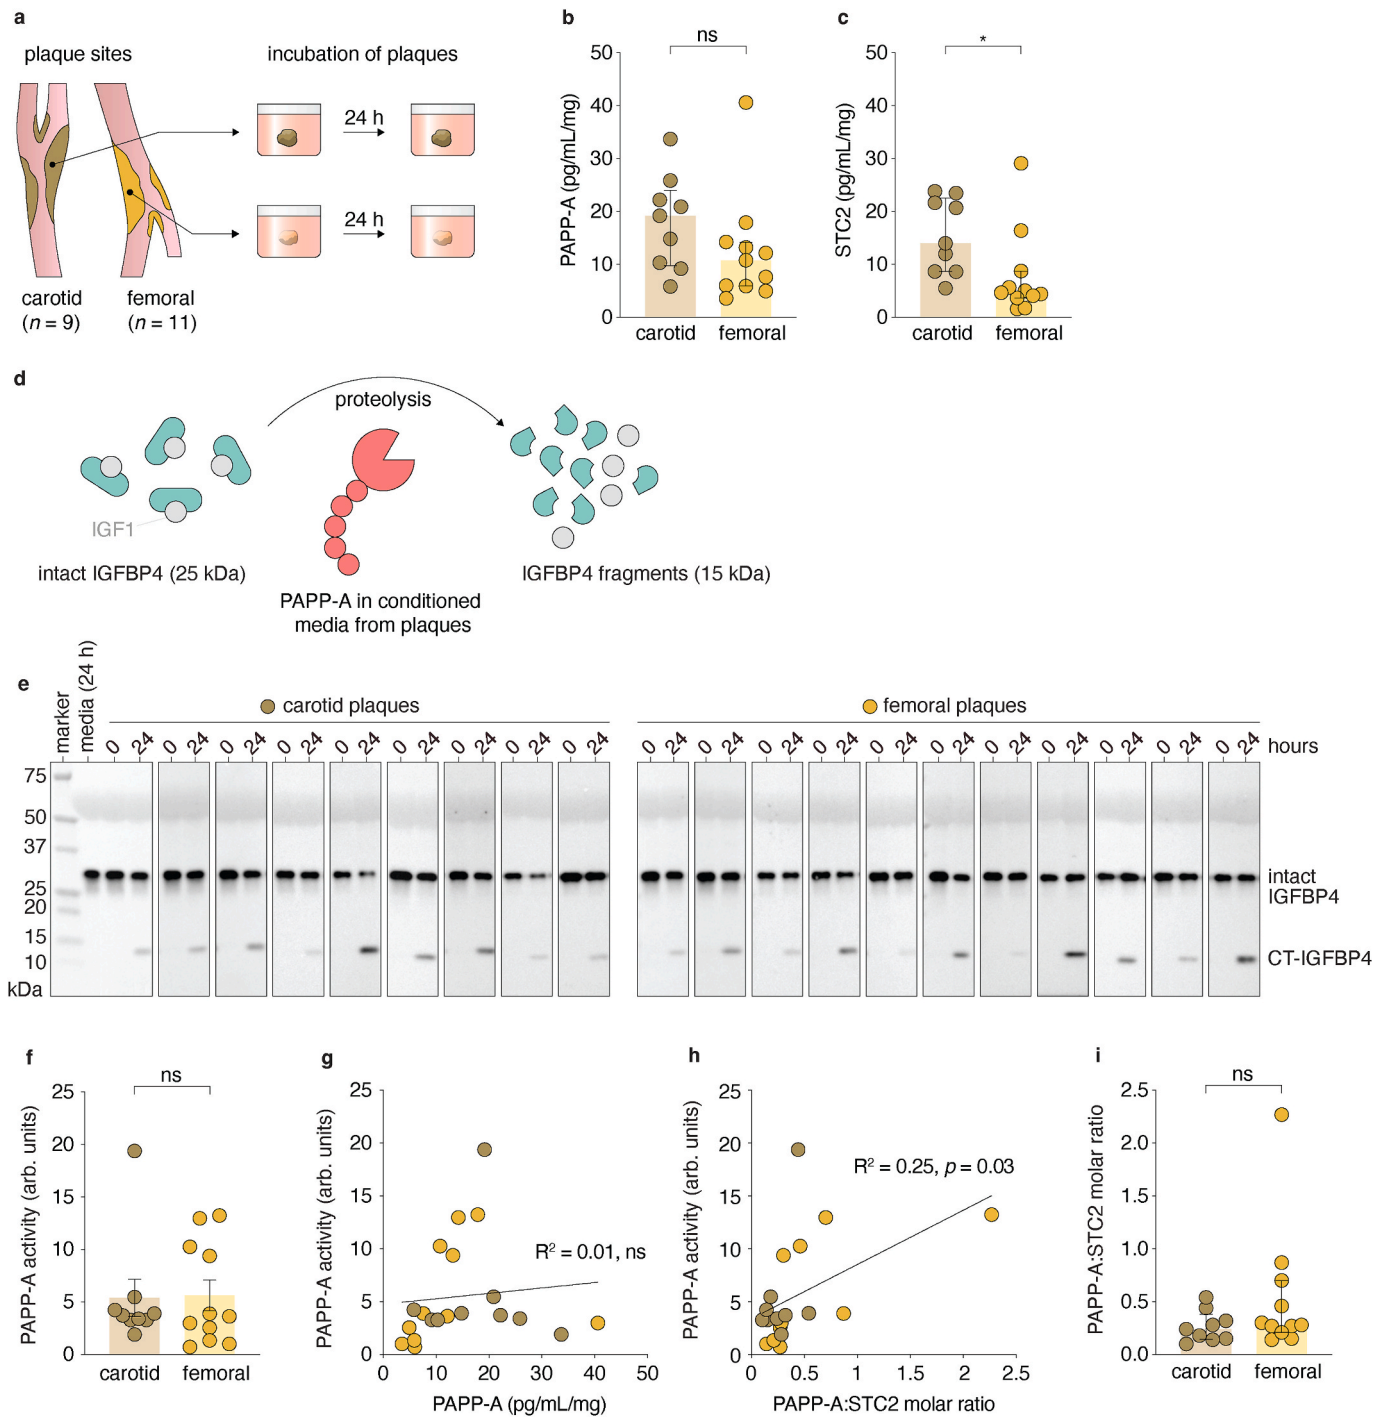 a
plaque sites
incubation of plaques
24 h
24 h
carotid
(n = 9)
femoral
(n = 11)
b
ns
PAPP-A (pg/mL/mg)
50
40
30
20
10
0
carotid
femoral
c
*
STC2 (pg/mL/mg)
50
40
30
20
10
0
carotid
femoral
d
proteolysis
IGF1
intact IGFBP4 (25 kDa)
IGFBP4 fragments (15 kDa)
PAPP-A in conditioned
media from plaques
e
marker
media (24 h)
carotid plaques
femoral plaques
0 24 0 24 0 24 0 24 0 24 0 24 0 24 0 24 0 24
0 24 0 24 0 24 0 24 0 24 0 24 0 24 0 24 0 24 0 24 0 24
hours
75
50
37
25
20
15
10
kDa
intact
IGFBP4
CT-IGFBP4
f
ns
PAPP-A activity (arb. units)
25
20
15
10
5
0
carotid
femoral
g
PAPP-A activity (arb. units)
25
20
15
10
5
0
R² = 0.01, ns
0 10 20 30 40 50
PAPP-A (pg/mL/mg)
h
PAPP-A activity (arb. units)
25
20
15
10
5
0
R² = 0.25, p = 0.03
0 0.5 1 1.5 2 2.5
PAPP-A:STC2 molar ratio
i
ns
PAPP-A:STC2 molar ratio
2.5
2.0
1.5
1.0
0.5
0.0
carotid
femoral